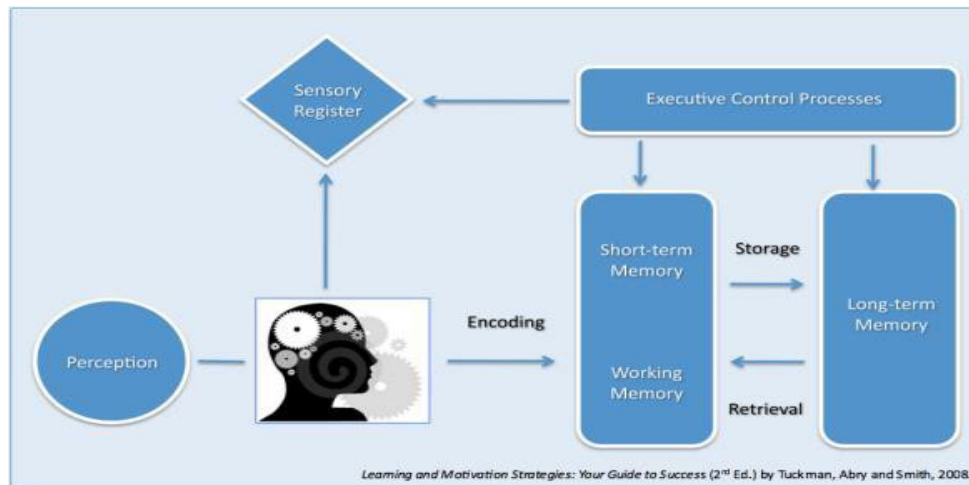 Sensory
Register
Executive Control Processes
Short-term
Memory
Storage
Long-term
Memory
Encoding
Perception
Working
Memory
Retrieval
Learning and Motivation Strategies: Your Guide to Success (2nd Ed.) by Tuckman, Abry and Smith, 2008